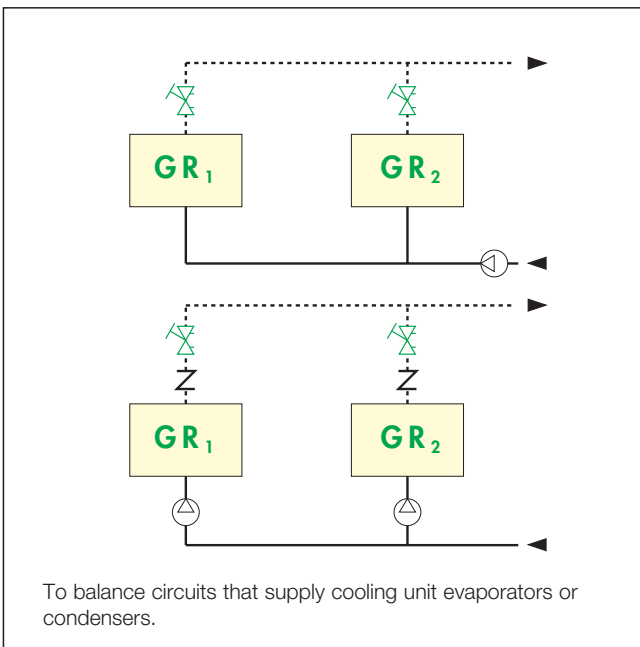 GR₁ GR₂
GR₁ GR₂
To balance circuits that supply cooling unit evaporators or
condensers.